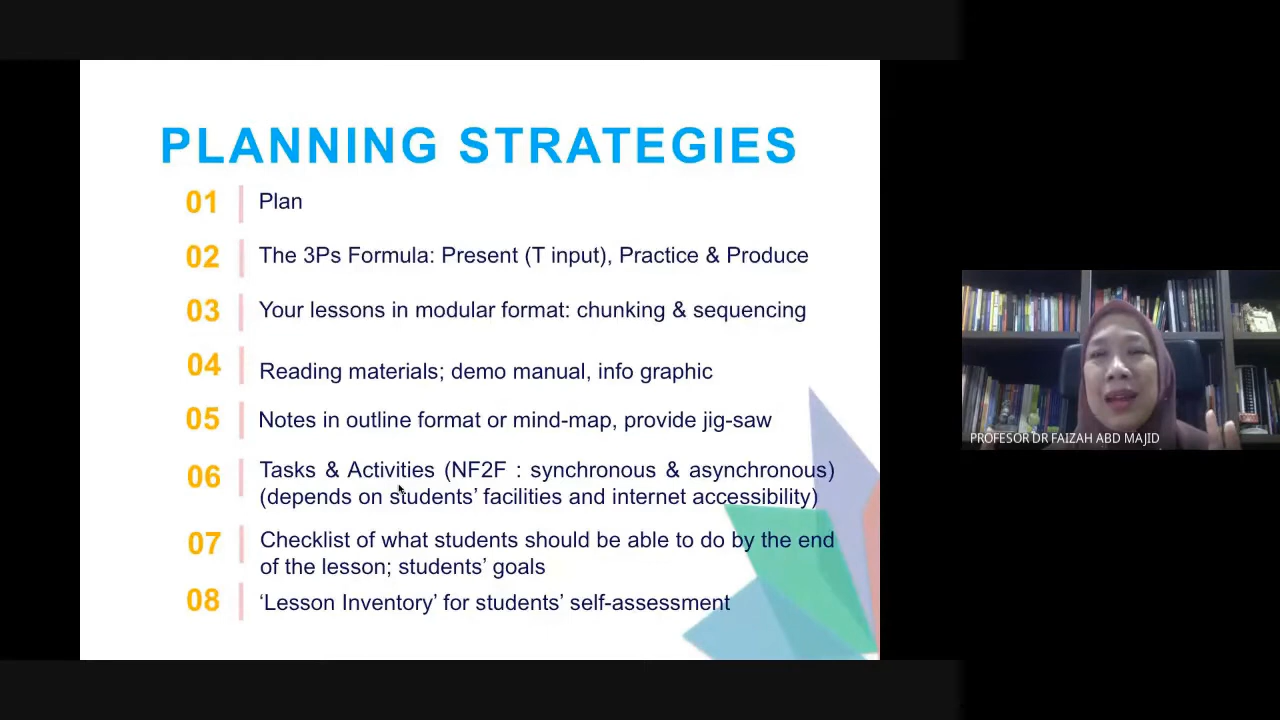 PLANNING STRATEGIES
01 Plan
02 The 3Ps Formula: Present (T input), Practice & Produce
03 Your lessons in modular format: chunking & sequencing
04 Reading materials; demo manual, info graphic
05 Notes in outline format or mind-map, provide jig-saw
06 Tasks & Activities (NF2F : synchronous & asynchronous)
(depends on students’ facilities and internet accessibility)
07 Checklist of what students should be able to do by the end
of the lesson; students’ goals
08 ‘Lesson Inventory’ for students’ self-assessment
PROFESOR DR FAIZAH ABD MAJID